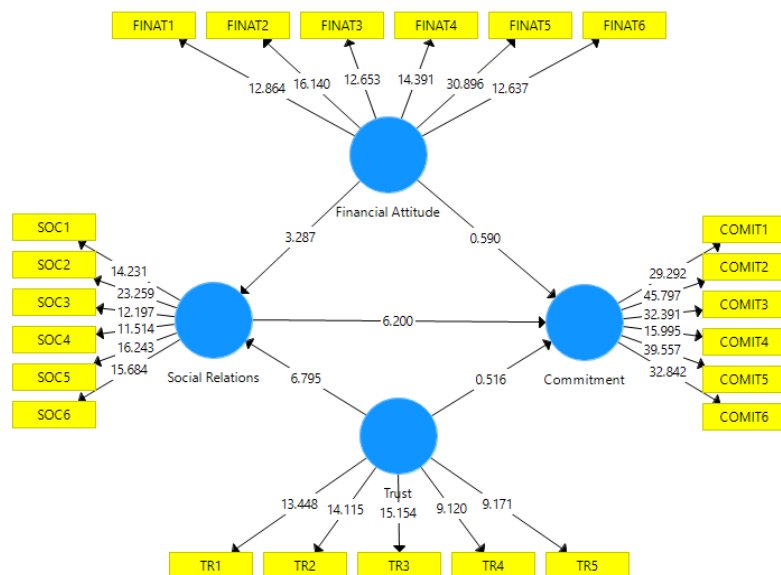 FINAT1 FINAT2 FINAT3 FINAT4 FINAT5 FINAT6
12.864 16.140 12.653 14.391 30.896 12.637
Financial Attitude
3.287 0.590
SOC1
SOC2
SOC3
SOC4
SOC5
SOC6
14.231
23.259
12.197
11.514
16.243
15.684
Social Relations
6.200
COMIT1
COMIT2
COMIT3
COMIT4
COMIT5
COMIT6
29.292
45.797
32.391
15.995
39.557
32.842
Commitment
6.795 0.516
Trust
13.448 14.115 15.154 9.120 9.171
TR1 TR2 TR3 TR4 TR5